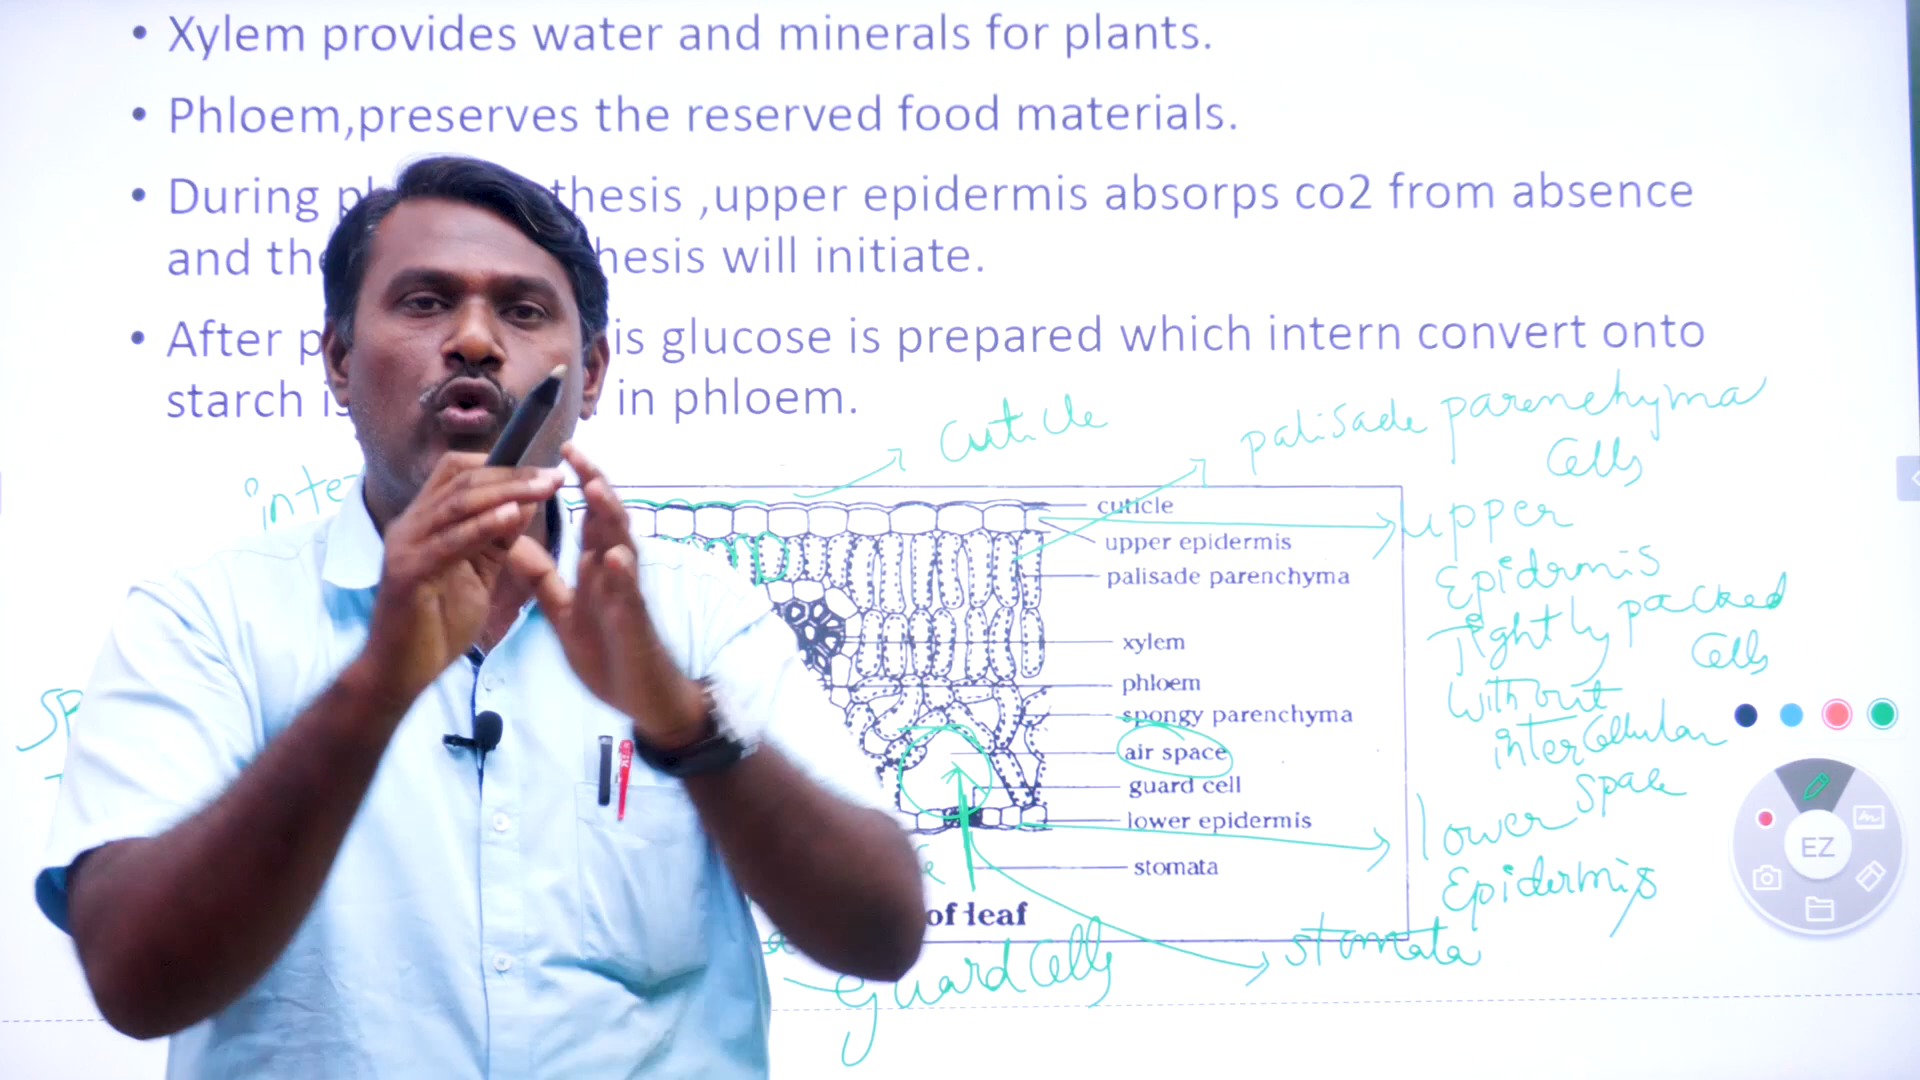 • Xylem provides water and minerals for plants.
• Phloem,preserves the reserved food materials.
• During hesis ,upper epidermis absorps co2 from absence
and hesis will initiate.
• After is glucose is prepared which intern convert onto
starch in phloem.
cuticle
palisade parenchyma
Cells
cuticle
upper
upper epidermis
Epidrmis
palisade parenchyma
Tightly packed
Cells
xylem
phloem
without
spongy parenchyma
interCellular
air space
space
guard cell
lower epidermis
lower
stomata
Epidermis
EZ
of leaf
stomata
guard Cells